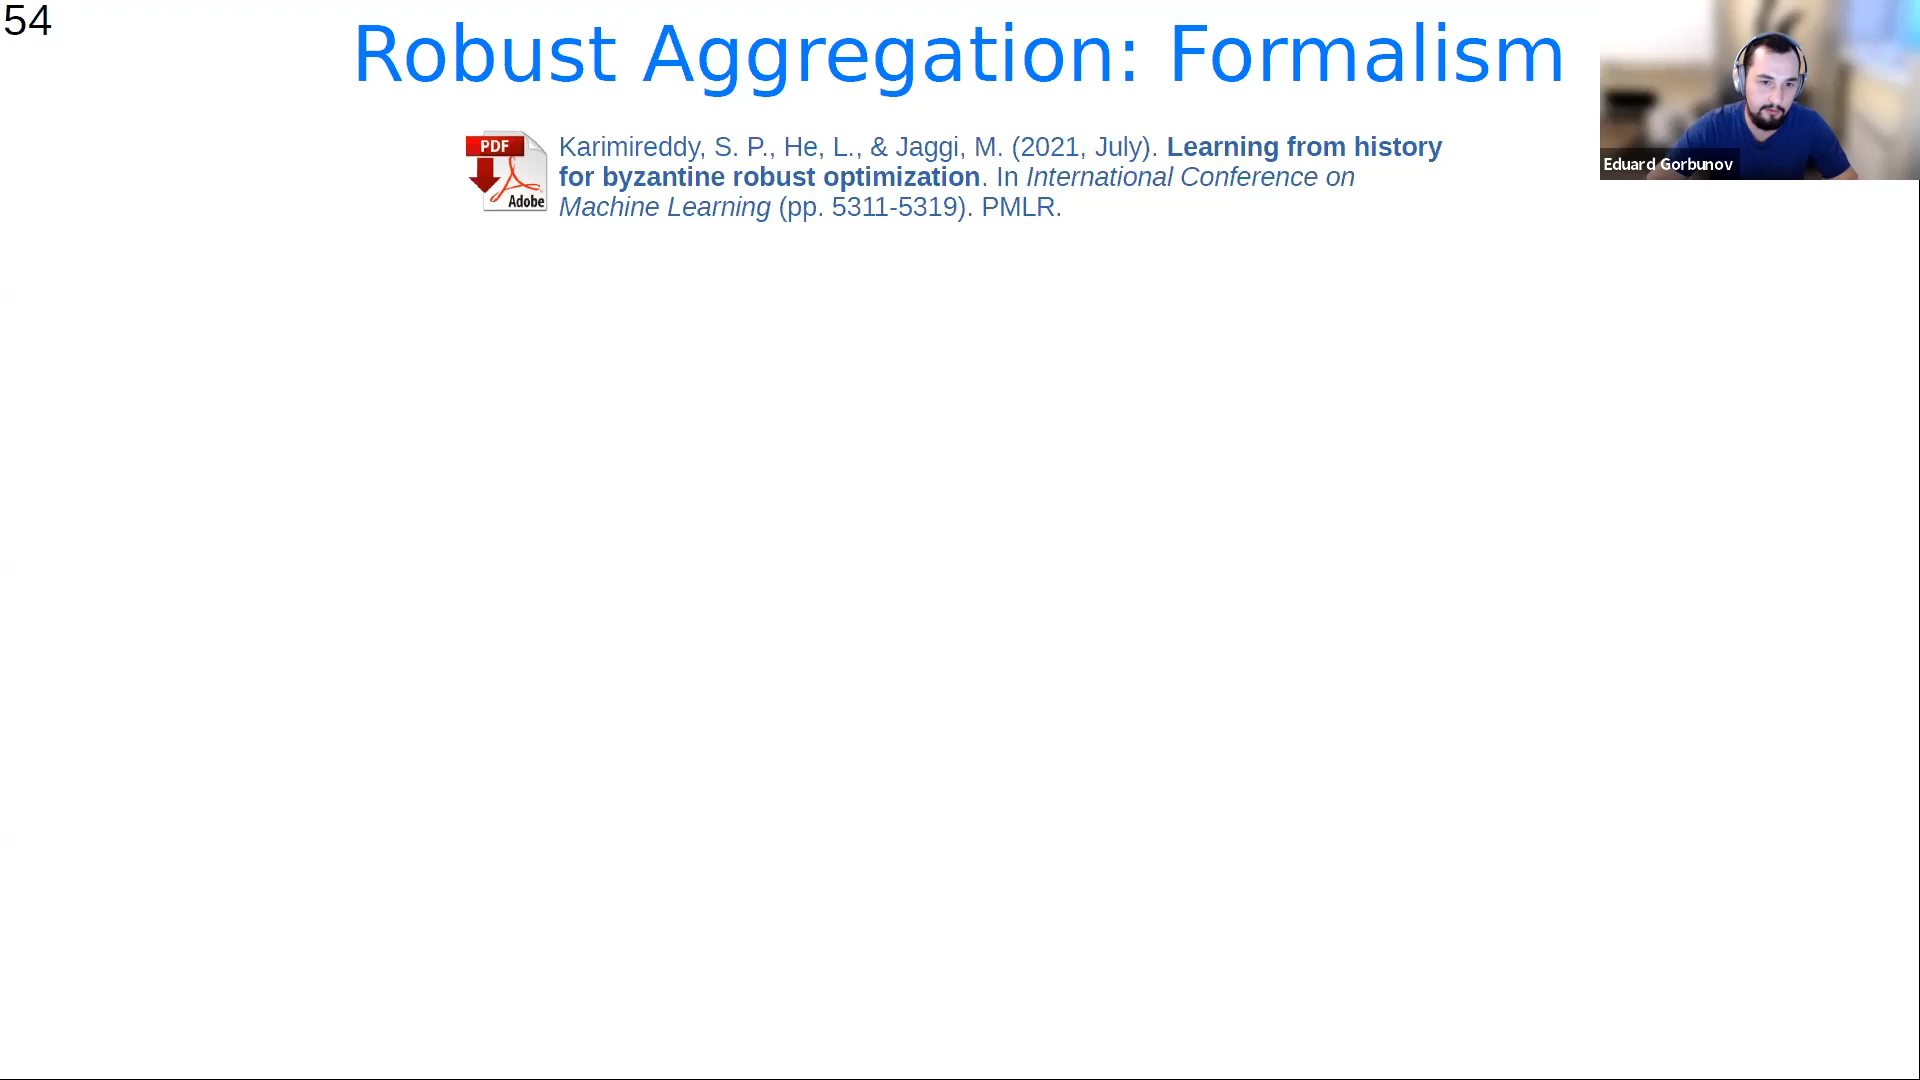 54
Robust Aggregation: Formalism
PDF
Adobe
Karimireddy, S. P., He, L., & Jaggi, M. (2021, July). Learning from history
for byzantine robust optimization. In International Conference on
Machine Learning (pp. 5311-5319). PMLR.
Eduard Gorbunov